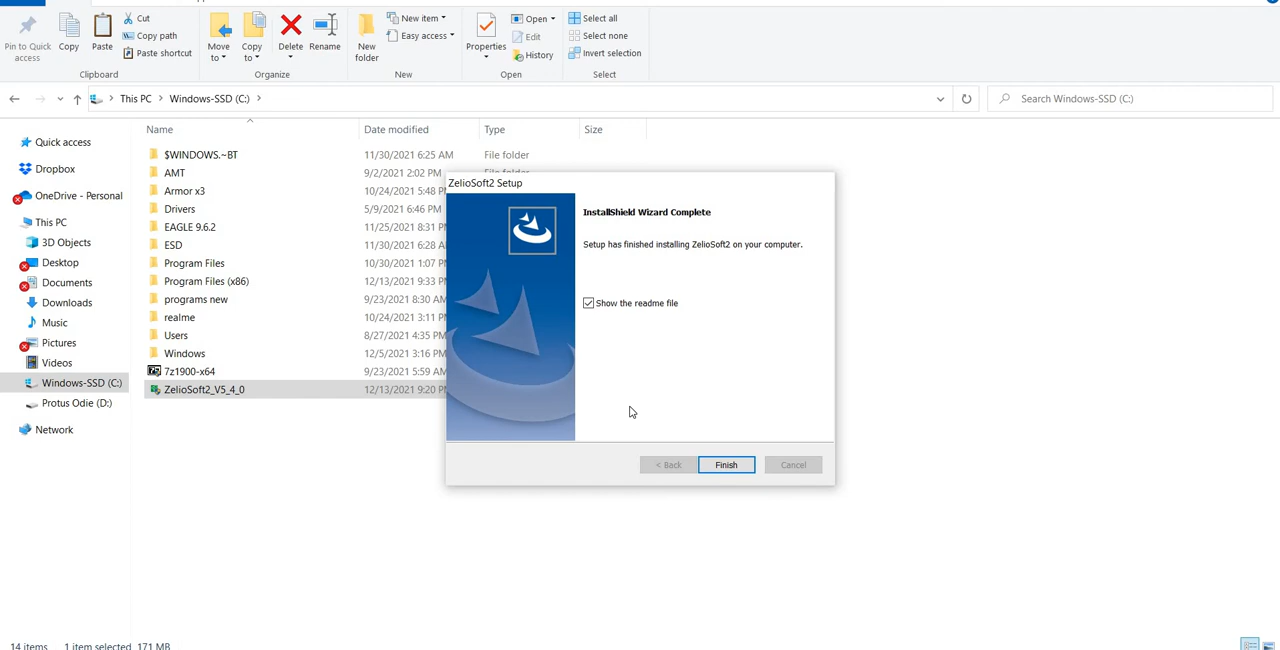 Pin to Quick access
Copy
Paste
Cut
Copy path
Paste shortcut
Clipboard
Move to
Copy to
Delete
Rename
Organize
New folder
New item
Easy access
New
Properties
Open
Edit
History
Open
Select all
Select none
Invert selection
Select
This PC > Windows-SSD (C:) >
Search Windows-SSD (C:)
Quick access
Dropbox
OneDrive - Personal
This PC
3D Objects
Desktop
Documents
Downloads
Music
Pictures
Videos
Windows-SSD (C:)
Protus Odie (D:)
Network
Name Date modified Type Size
$WINDOWS.~BT 11/30/2021 6:25 AM File folder
AMT 9/2/2021 2:02 PM File folder
Armor x3 10/24/2021 5:48
Drivers 5/9/2021 6:46 PM
EAGLE 9.6.2 11/25/2021 8:31
ESD 11/30/2021 6:28
Program Files 10/30/2021 1:07
Program Files (x86) 12/13/2021 9:33
programs new 9/23/2021 8:30 AM
realme 10/24/2021 3:11
Users 8/27/2021 4:35 PM
Windows 12/5/2021 3:16 PM
7z1900-x64 9/23/2021 5:59 AM
ZelioSoft2_V5_4_0 12/13/2021 9:20
ZelioSoft2 Setup
InstallShield Wizard Complete
Setup has finished installing ZelioSoft2 on your computer.
Show the readme file
< Back
Finish
Cancel
14 items 1 item selected 171 MB